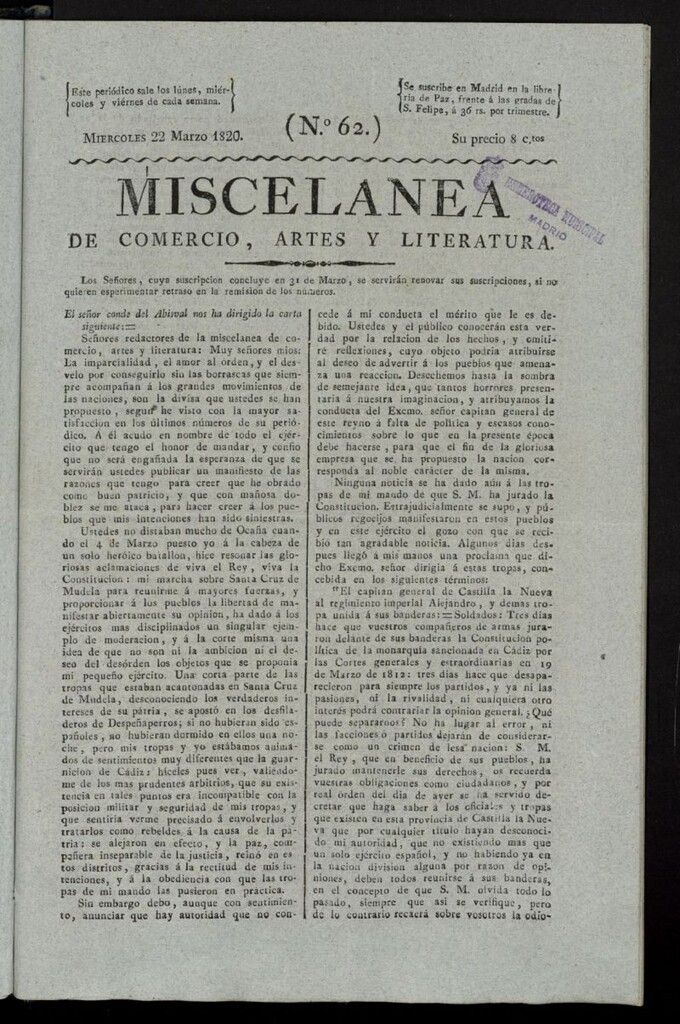 Este periódico sale los lúnes, miér-
coles y viérnes de cada semana.
(N.º 62.)
Se suscribe en Madrid en la libre-
ria de Paz, frente á las gradas de
S. Felipe, á 36 rs. por trimestre.
MIERCOLES 22 MARZO 1820.
Su precio 8 c.tos
HEMEROTECA MUNICIPAL
MADRID
MISCELANEA
DE COMERCIO, ARTES Y LITERATURA.
Los Señores, cuya suscripcion concluye en 31 de Marzo, se servirán renovar sus suscripciones, si no
quieren esperimentar retraso en la remision de los números.
El señor conde del Abisval nos ha dirigido la carta
siguiente:=
Señores redactores de la miscelanea de co-
mercio, artes y literatura: Muy señores mios:
La imparcialidad, el amor al órden, y el des-
velo por conseguirlo sin las borrascas que siem-
pre acompañan á los grandes movimientos de
las naciones, son la divisa que ustedes se han
propuesto, segun he visto con la mayor sa-
tisfaccion en los últimos números de su perió-
dico. A él acudo en nombre de todo el ejér-
cito que tengo el honor de mandar, y confio
que no será engañada la esperanza de que se
servirán ustedes publicar un manifiesto de las
razones que tengo para creer que he obrado
como buen patricio, y que con mañosa do-
blez se me ataca, para hacer creer á los pue-
blos que mis intenciones han sido siniestras.
Ustedes no distaban mucho de Ocaña cuan-
do el 4 de Marzo puesto yo á la cabeza de
un solo heróico batallon, hice resonar las glo-
riosas aclamaciones de viva el Rey, viva la
Constitucion: mi marcha sobre Santa Cruz de
Mudela para reunirme á mayores fuerzas, y
proporcionar á los pueblos la libertad de ma-
nifestar abiertamente su opinion, ha dado á los
ejércitos mas disciplinados un singular ejem-
plo de moderacion, y á la corte misma una
idea de que no son ni la ambicion ni el de-
seo del desórden los objetos que se proponia
mi pequeño ejército. Una corta parte de las
tropas que estaban acantonadas en Santa Cruz
de Mudela, desconociendo los verdaderos in-
tereses de su pátria, se apostó en los desfila-
deros de Despeñaperros; si no hubieran sido es-
pañoles, no hubieran dormido en ellos una no-
che, pero mis tropas y yo estábamos anima-
dos de sentimientos muy diferentes que la guar-
nicion de Cádiz: híceles pues ver, valiéndo-
me de los mas prudentes arbitrios, que su exis-
tencia en tales puntos era incompatible con la
posicion militar y seguridad de mis tropas, y
que sentiria verme precisado á envolverlos y
tratarlos como rebeldes á la causa de la pá-
tria: se alejaron en efecto, y la paz, com-
pañera inseparable de la justicia, reinó en es-
tos distritos, gracias á la rectitud de mis in-
tenciones, y á la obediencia con que las tro-
pas de mi mando las pusieron en práctica.
Sin embargo debo, aunque con sentimien-
to, anunciar que hay autoridad que no con-
cede á mi conducta el mérito que le es de-
bido. Ustedes y el público conocerán esta ver-
dad por la relacion de los hechos, y omiti-
ré reflexiones, cuyo objeto podria atribuirse
al deseo de advertir á los pueblos que amena-
za una reaccion. Desechemos hasta la sombra
de semejante idea, que tantos horrores presen-
taria á nuestra imaginacion, y atribuyamos la
conducta del Excmo. señor capitan general de
este reyno á falta de política y escasos cono-
cimientos sobre lo que en la presente época
debe hacerse, para que el fin de la gloriosa
empresa que se ha propuesto la nacion cor-
responda al noble carácter de la misma.
Ninguna noticia se ha dado aún á las tro-
pas de mi mando de que S. M. ha jurado la
Constitucion. Estrajudicialmente se supo, y pú-
blicos regocijos manifestaron en estos pueblos
y en este ejército el gozo con que se reci-
bió tan agradable noticia. Algunos dias des-
pues llegó á mis manos una proclama que di-
cho Exmo. señor dirigia á estas tropas, con-
cebida en los siguientes términos:
"El capitan general de Castilla la Nueva
al regimiento imperial Alejandro, y demas tro-
pa unida á sus banderas:=Soldados: Tres dias
hace que vuestros compañeros de armas jura-
ron delante de sus banderas la Constitucion po-
lítica de la monarquía sancionada en Cádiz por
las Cortes generales y estraordinarias en 19
de Marzo de 1812: tres dias hace que desapa-
recieron para siempre los partidos, y ya ni las
pasiones, ni la rivalidad, ni cualquiera otro
interés podrá contrariar la opinion general. ¿Qué
puede separarnos? No ha lugar al error, ni
las facciones ó partidos dejarán de considerar-
se como un crimen de lesa nacion: S. M.
el Rey, que en beneficio de sus pueblos, ha
jurado mantenerle sus derechos, os recuerda
vuestras obligaciones como ciudadanos, y por
real órden del dia de ayer se ha servido de-
cretar que haga saber á los oficiales y tropas
que existen en esta provincia de Castilla la Nue-
va que por cualquier título hayan desconoci-
do mi autoridad, que no existiendo mas que
un solo ejército español, y no habiendo ya en
la nacion division alguna por razon de opi-
niones, deben todos reunirse á sus banderas,
en el concepto de que S. M. olvida todo lo
pasado, siempre que asi se verifique, pero
de lo contrario recaerá sobre vosotros la odio-